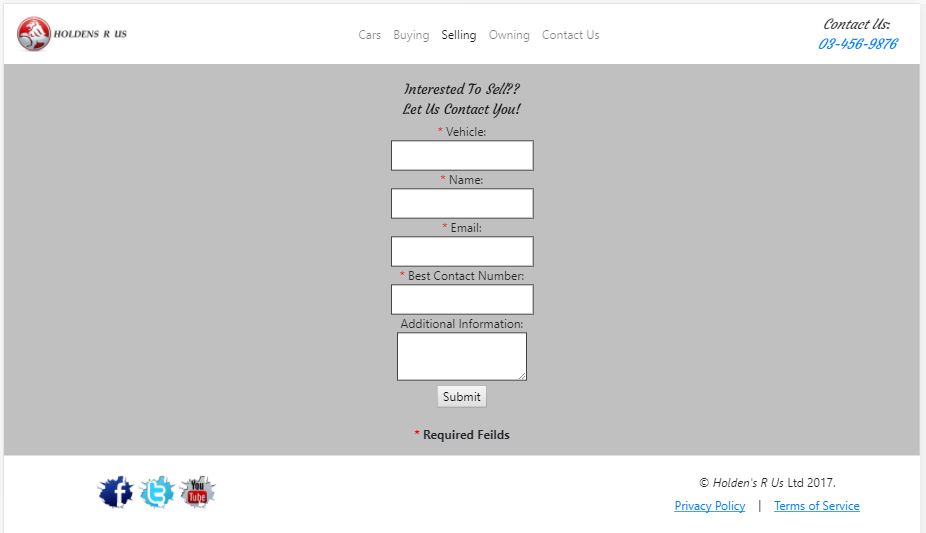 HOLDENS R US
Cars Buying Selling Owning Contact Us
Contact Us:
03-456-9876
Interested To Sell??
Let Us Contact You!
* Vehicle:
* Name:
* Email:
* Best Contact Number:
Additional Information:
Submit
* Required Feilds
You
Tube
© Holden's R Us Ltd 2017.
Privacy Policy | Terms of Service